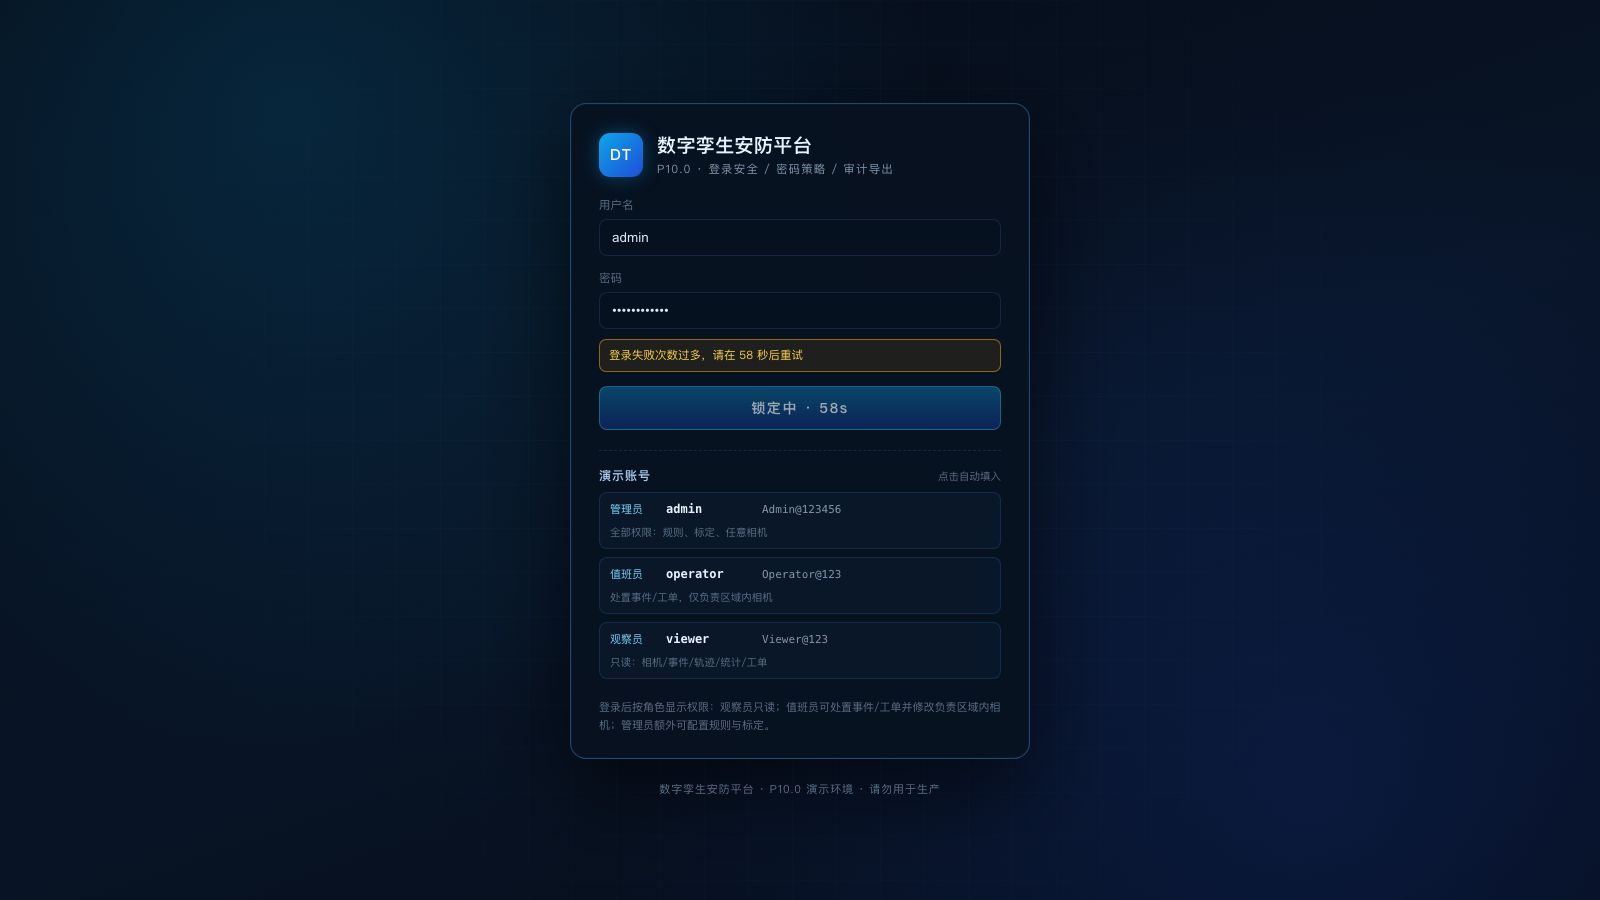 DT
数字孪生安防平台
P10.0 · 登录安全 / 密码策略 / 审计导出
用户名
admin
密码
••••••••••••
登录失败次数过多，请在 58 秒后重试
锁定中 · 58s
演示账号 点击自动填入
管理员 admin Admin@123456
全部权限：规则、标定、任意相机
值班员 operator Operator@123
处置事件/工单，仅负责区域内相机
观察员 viewer Viewer@123
只读：相机/事件/轨迹/统计/工单
登录后按角色显示权限：观察员只读；值班员可处置事件/工单并修改负责区域内相
机；管理员额外可配置规则与标定。
数字孪生安防平台 · P10.0 演示环境 · 请勿用于生产